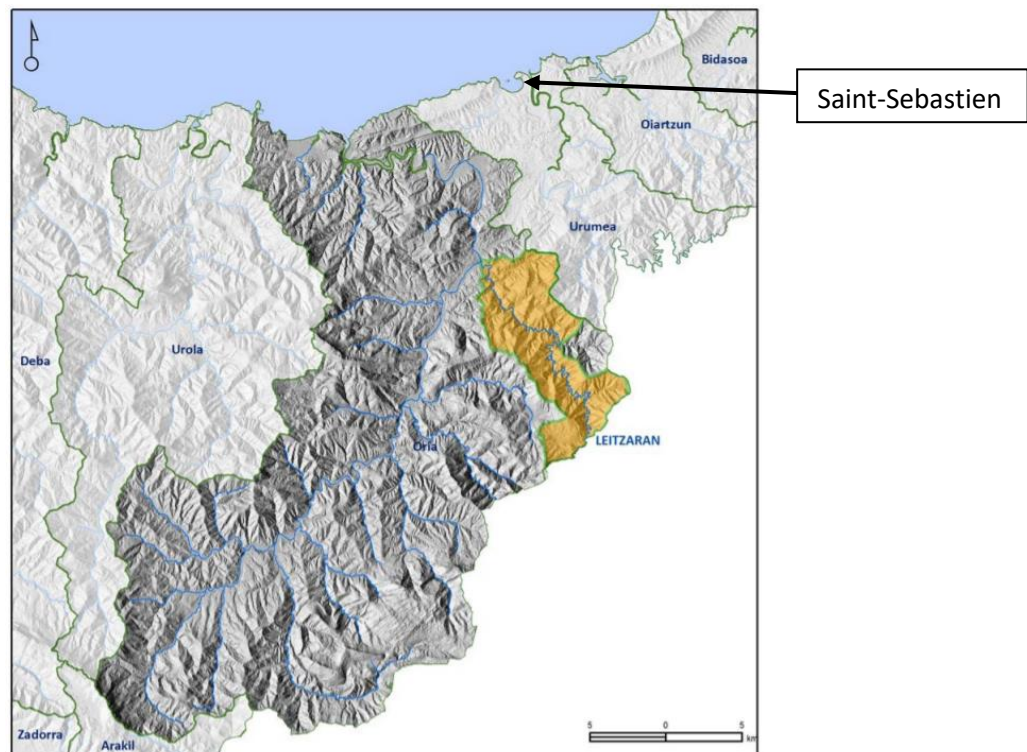 Bidasoa
Saint-Sebastien
Oiartzun
Urumea
Deba
Urola
Oria
LEITZARAN
Zadorra
Arakil
5 0 5
km